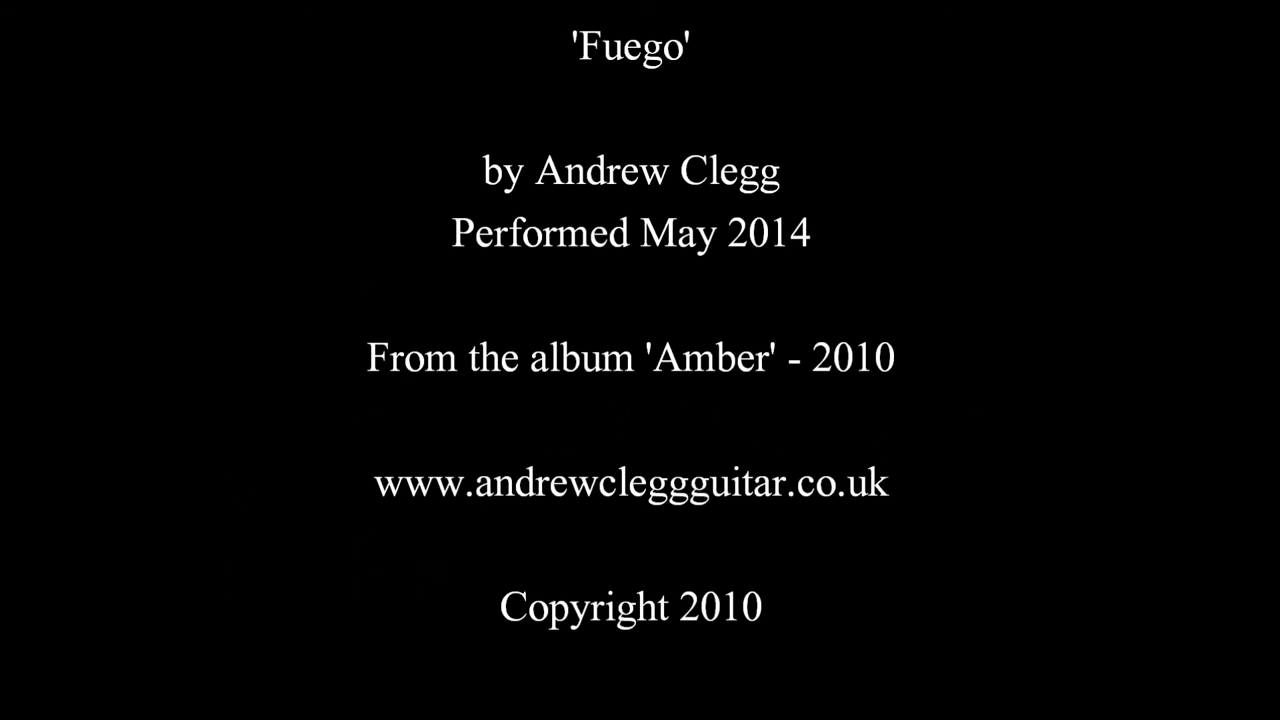 'Fuego'
by Andrew Clegg
Performed May 2014
From the album 'Amber' - 2010
www.andrewcleggguitar.co.uk
Copyright 2010